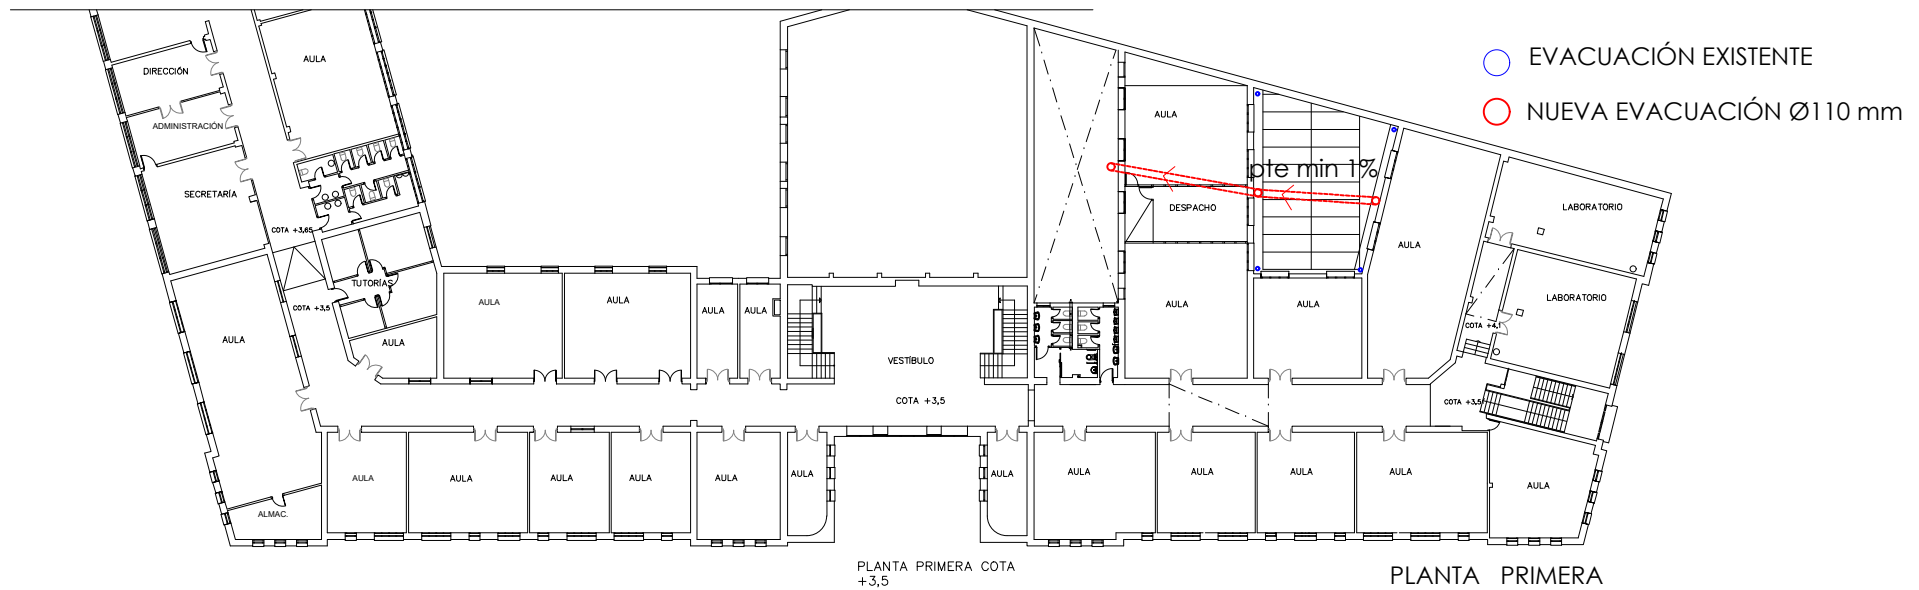 EVACUACIÓN EXISTENTE
NUEVA EVACUACIÓN Ø110 mm
DIRECCIÓN
AULA
ADMINISTRACIÓN
SECRETARÍA
COTA +3,65
TUTORÍAS
COTA +3,5
AULA
AULA
AULA
AULA
AULA
AULA
VESTÍBULO
COTA +3,5
AULA
pte min 1%
DESPACHO
AULA
AULA
AULA
LABORATORIO
LABORATORIO
COTA +4,1
COTA +3,5
ALMAC.
AULA
AULA
AULA
AULA
AULA
AULA
AULA
AULA
AULA
AULA
AULA
AULA
PLANTA PRIMERA COTA
+3,5
PLANTA PRIMERA